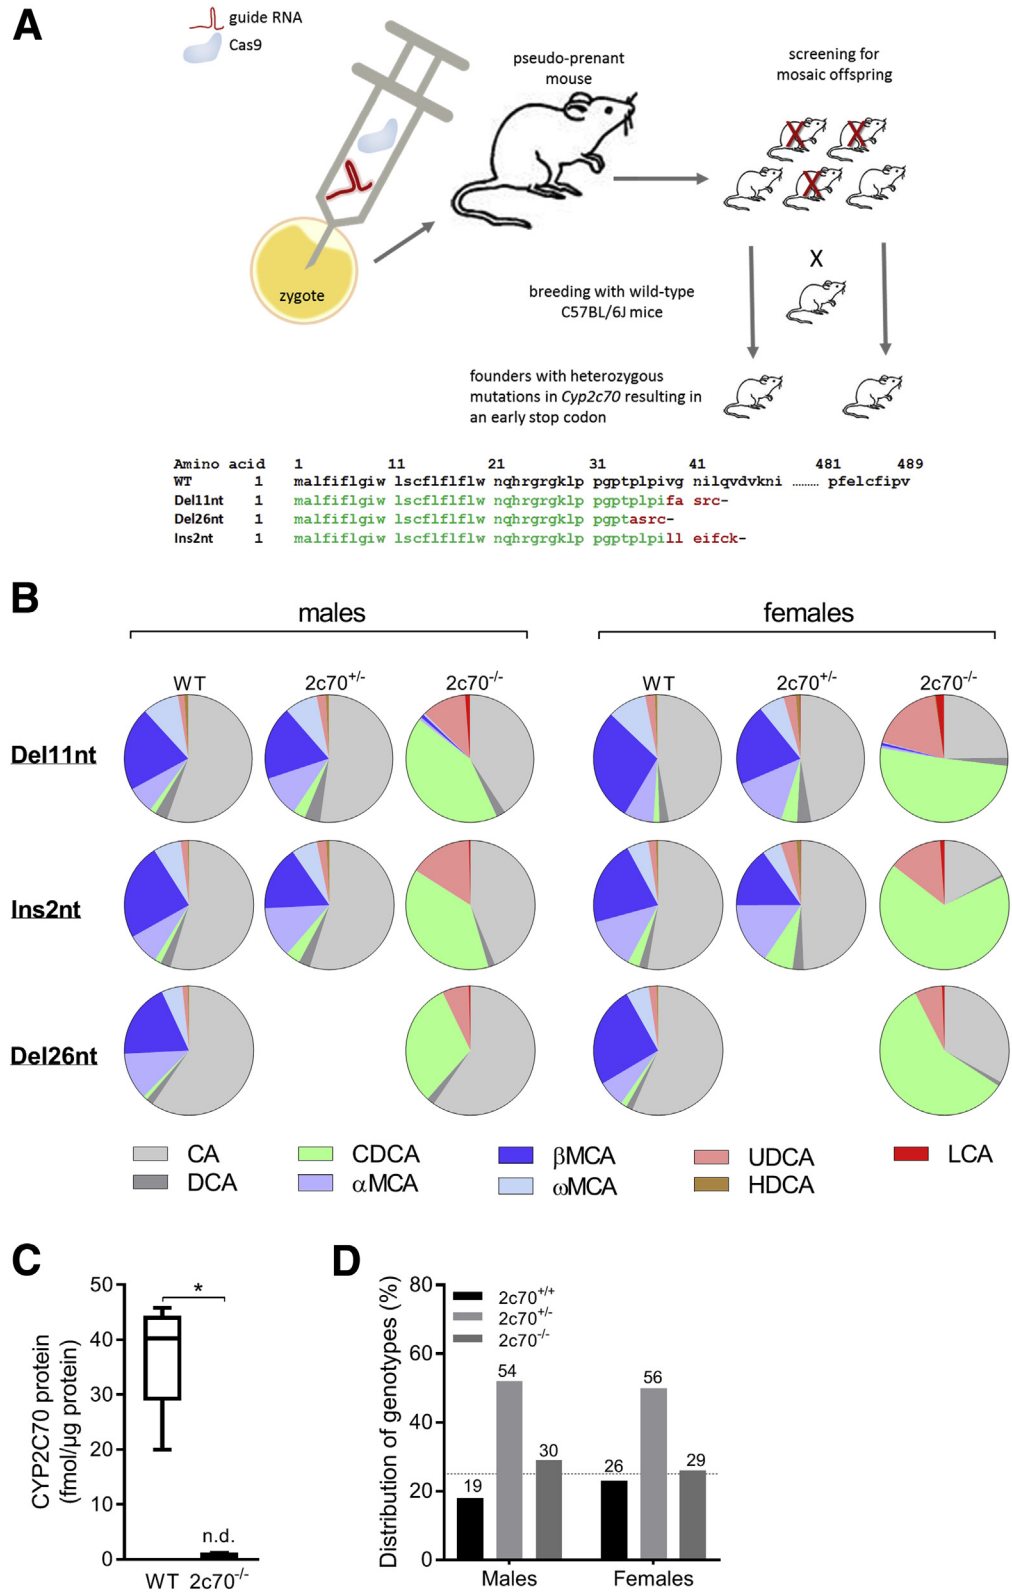 A
guide RNA
Cas9
pseudo-prenant
mouse
screening for
mosaic offspring
X X
X
zygote
X
breeding with wild-type
C57BL/6J mice
founders with heterozygous
mutations in Cyp2c70 resulting in
an early stop codon
Amino acid 1 11 21 31 41 481 489
WT 1 malfiflgiw lscflflflw nqhrgrgklp pgptplpivg nilqvdvkni ......... pfelcfipv
Del11nt 1 malfiflgiw lscflflflw nqhrgrgklp pgptplpifa src–
Del26nt 1 malfiflgiw lscflflflw nqhrgrgklp pgptasrc–
Ins2nt 1 malfiflgiw lscflflflw nqhrgrgklp pgptplpill eifck–
B
males females
WT 2c70+/- 2c70-/- WT 2c70+/- 2c70-/-
Del11nt
Ins2nt
Del26nt
CA CDCA βMCA UDCA LCA
DCA αMCA ωMCA HDCA
C
CYP2C70 protein
(fmol/µg protein)
50
40
30
20
10
0
*
n.d.
WT 2c70-/-
D
Distribution of genotypes (%)
80
60
40
20
0
2c70+/+
2c70+/-
2c70-/-
19 54 30 26 56 29
Males Females